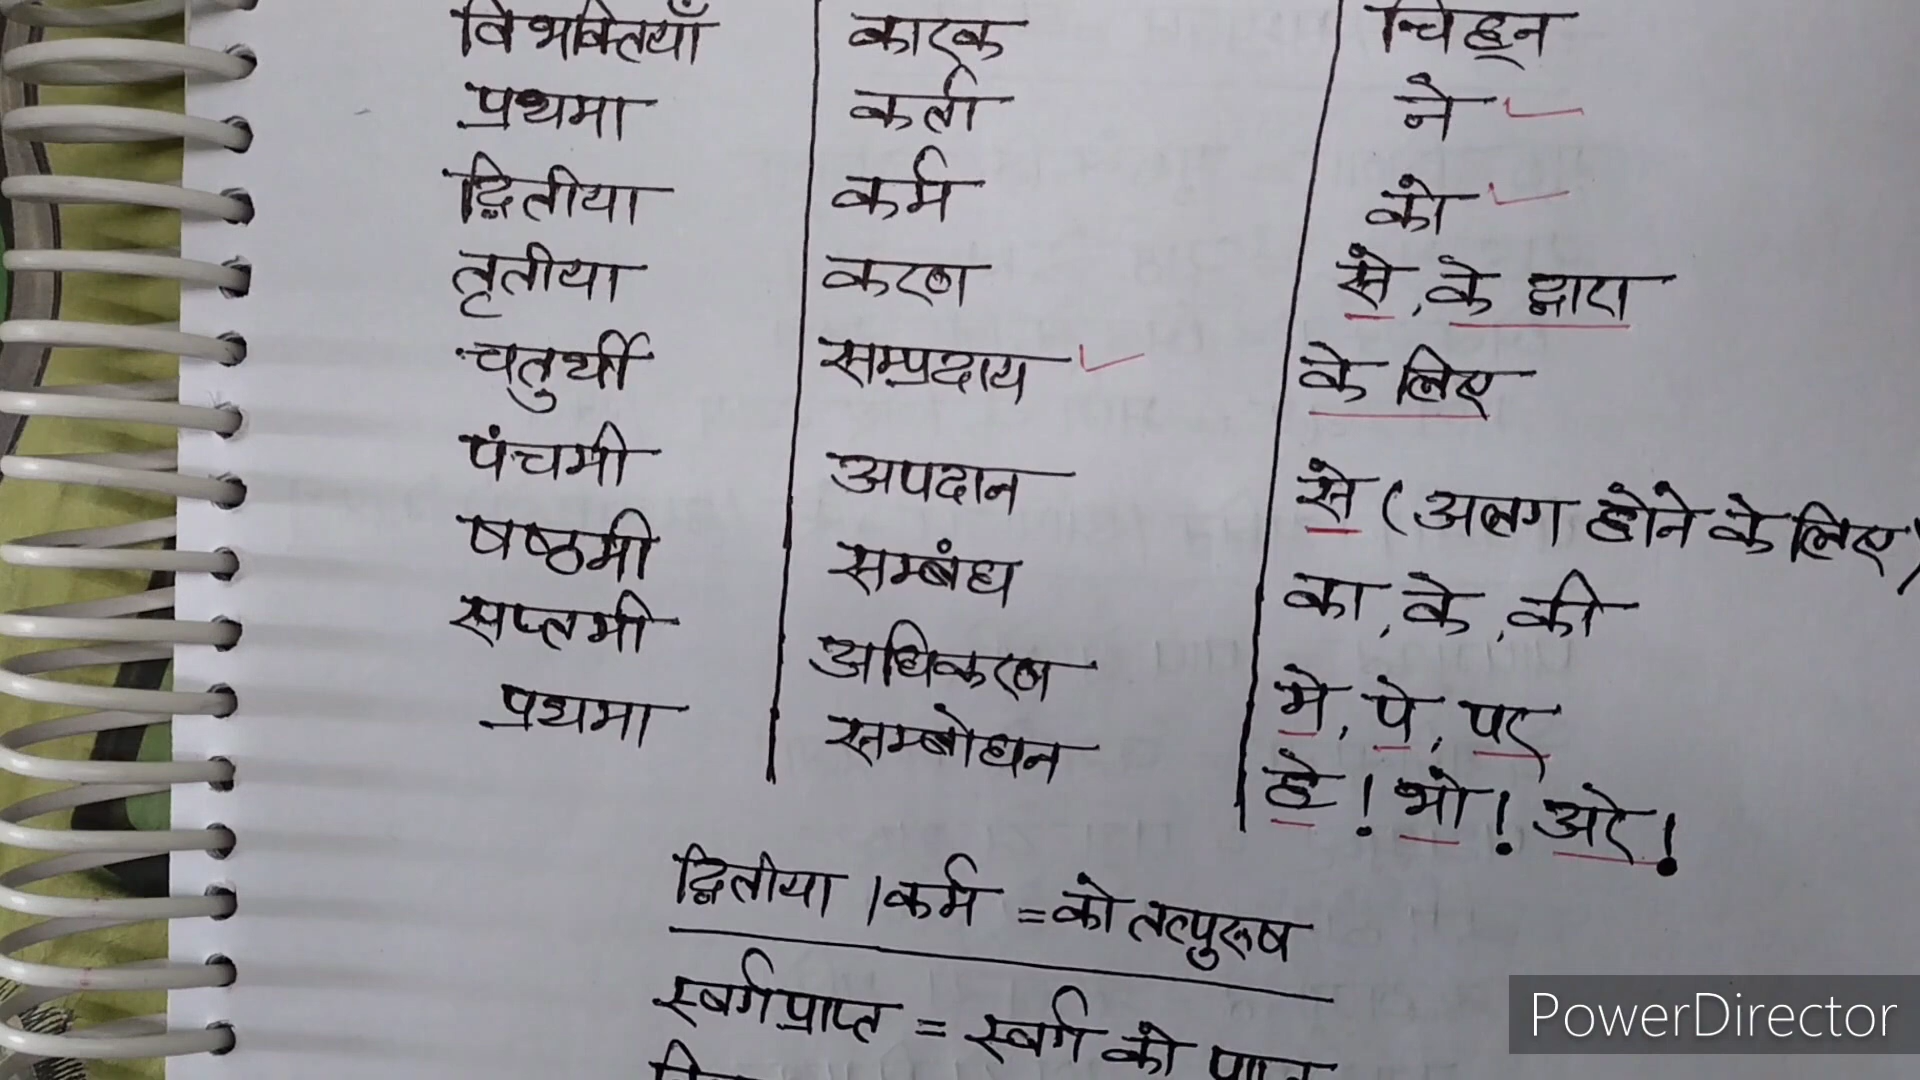 विभक्तियाँ कारक चिह्न
प्रथमा कर्ता ने
द्वितीया कर्म को
तृतीया करण से, के द्वारा
चतुर्थी सम्प्रदाय के लिए
पंचमी अपदान से (अलग होने के लिए)
षष्ठमी सम्बंध का, के, की
सप्तमी अधिकरण मे, पे, पर
प्रथमा सम्बोधन हे! भो! अरे!
द्वितीया / कर्म = को तत्पुरुष
स्वर्गप्राप्त = स्वर्ग को
PowerDirector